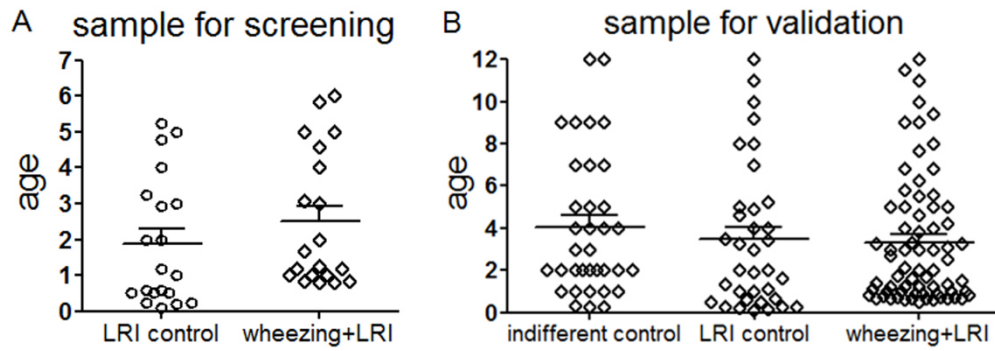 A sample for screening
age
7
6
5
4
3
2
1
0
LRI control wheezing+LRI
B sample for validation
age
12
10
8
6
4
2
0
indifferent control LRI control wheezing+LRI